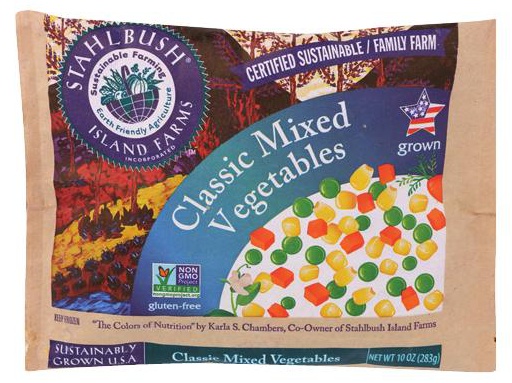 STAHLBUSH®
Sustainable Farming
Earth Friendly Agriculture
ISLAND FARMS
INCORPORATED
CERTIFIED SUSTAINABLE / FAMILY FARM
grown
Classic Mixed
Vegetables
NON
GMO
Project
VERIFIED
nongmoproject.org
gluten-free
KEEP FROZEN
"The Colors of Nutrition" by Karla S. Chambers, Co-Owner of Stahlbush Island Farms
SUSTAINABLY
GROWN U.S.A
Classic Mixed Vegetables
NET WT 10 OZ (283g)